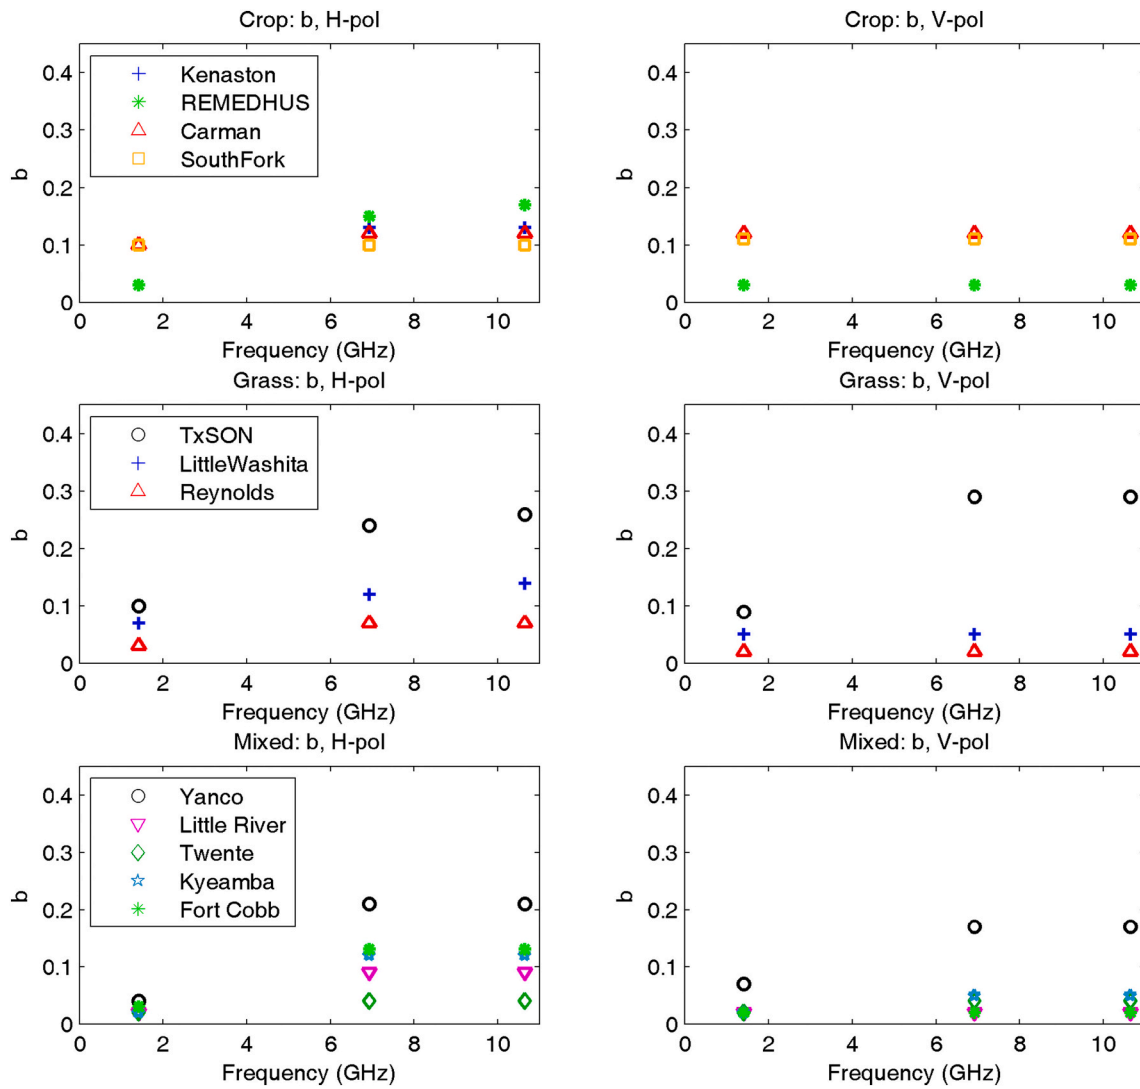 Crop: b, H-pol
b
0.4
0.3
0.2
0.1
0
Kenaston
REMEDHUS
Carman
SouthFork
0 2 4 6 8 10
Frequency (GHz)
Crop: b, V-pol
b
0.4
0.3
0.2
0.1
0
0 2 4 6 8 10
Frequency (GHz)
Grass: b, H-pol
b
0.4
0.3
0.2
0.1
0
TxSON
LittleWashita
Reynolds
0 2 4 6 8 10
Frequency (GHz)
Grass: b, V-pol
b
0.4
0.3
0.2
0.1
0
0 2 4 6 8 10
Frequency (GHz)
Mixed: b, H-pol
b
0.4
0.3
0.2
0.1
0
Yanco
Little River
Twente
Kyeamba
Fort Cobb
0 2 4 6 8 10
Frequency (GHz)
Mixed: b, V-pol
b
0.4
0.3
0.2
0.1
0
0 2 4 6 8 10
Frequency (GHz)